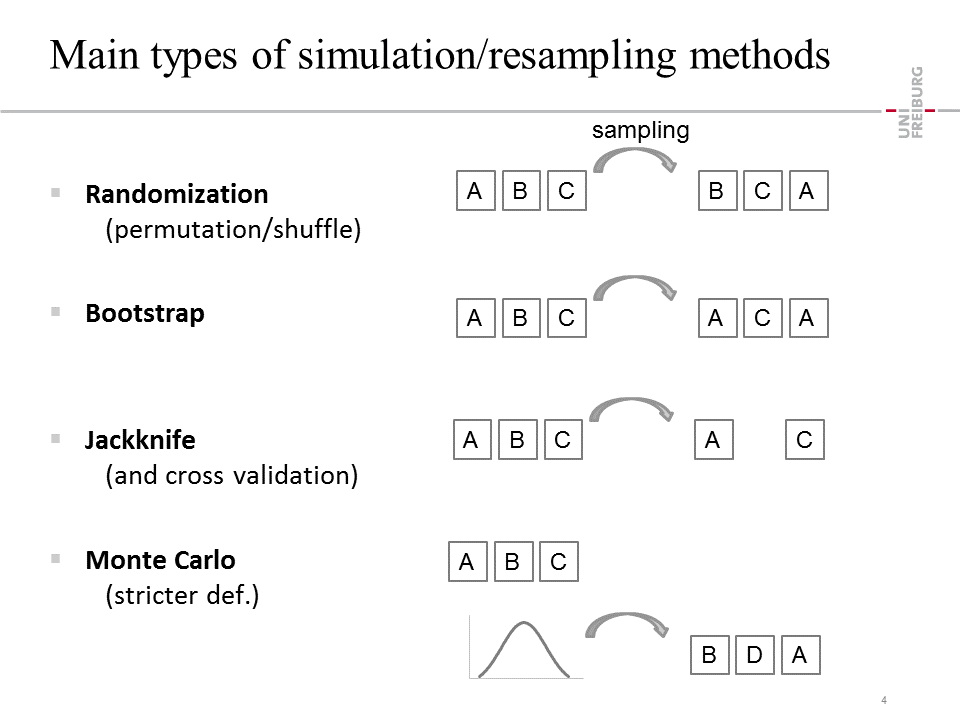 Main types of simulation/resampling methods
UNI
FREIBURG
sampling
▪ Randomization
(permutation/shuffle)
A B C B C A
▪ Bootstrap
A B C A C A
▪ Jackknife
(and cross validation)
A B C A C
▪ Monte Carlo
(stricter def.)
A B C
B D A
4